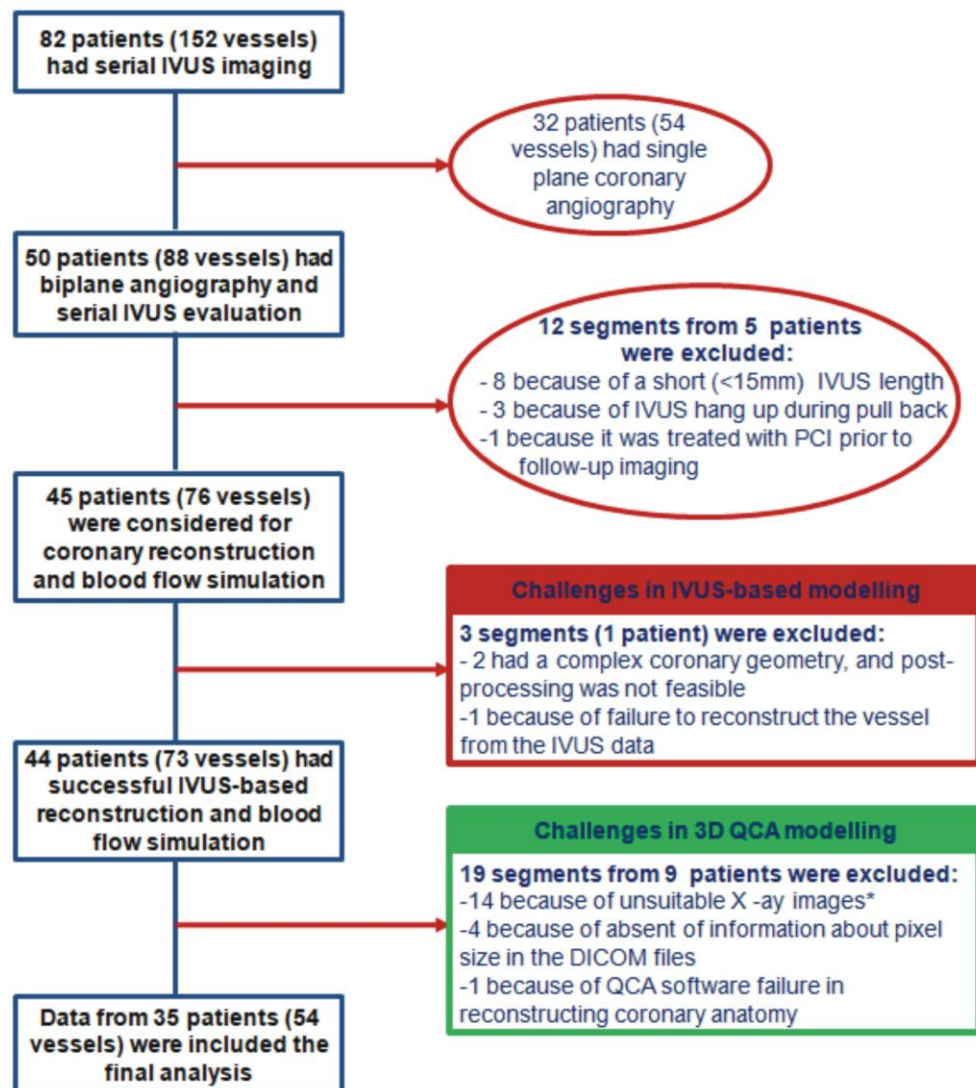 82 patients (152 vessels)
had serial IVUS imaging
32 patients (54
vessels) had single
plane coronary
angiography
50 patients (88 vessels) had
biplane angiography and
serial IVUS evaluation
12 segments from 5 patients
were excluded:
- 8 because of a short (<15mm) IVUS length
- 3 because of IVUS hang up during pull back
-1 because it was treated with PCI prior to
follow-up imaging
45 patients (76 vessels)
were considered for
coronary reconstruction
and blood flow simulation
Challenges in IVUS-based modelling
3 segments (1 patient) were excluded:
- 2 had a complex coronary geometry, and post-
processing was not feasible
-1 because of failure to reconstruct the vessel
from the IVUS data
44 patients (73 vessels) had
successful IVUS-based
reconstruction and blood
flow simulation
Challenges in 3D QCA modelling
19 segments from 9 patients were excluded:
-14 because of unsuitable X -ay images*
-4 because of absent of information about pixel
size in the DICOM files
-1 because of QCA software failure in
reconstructing coronary anatomy
Data from 35 patients (54
vessels) were included the
final analysis